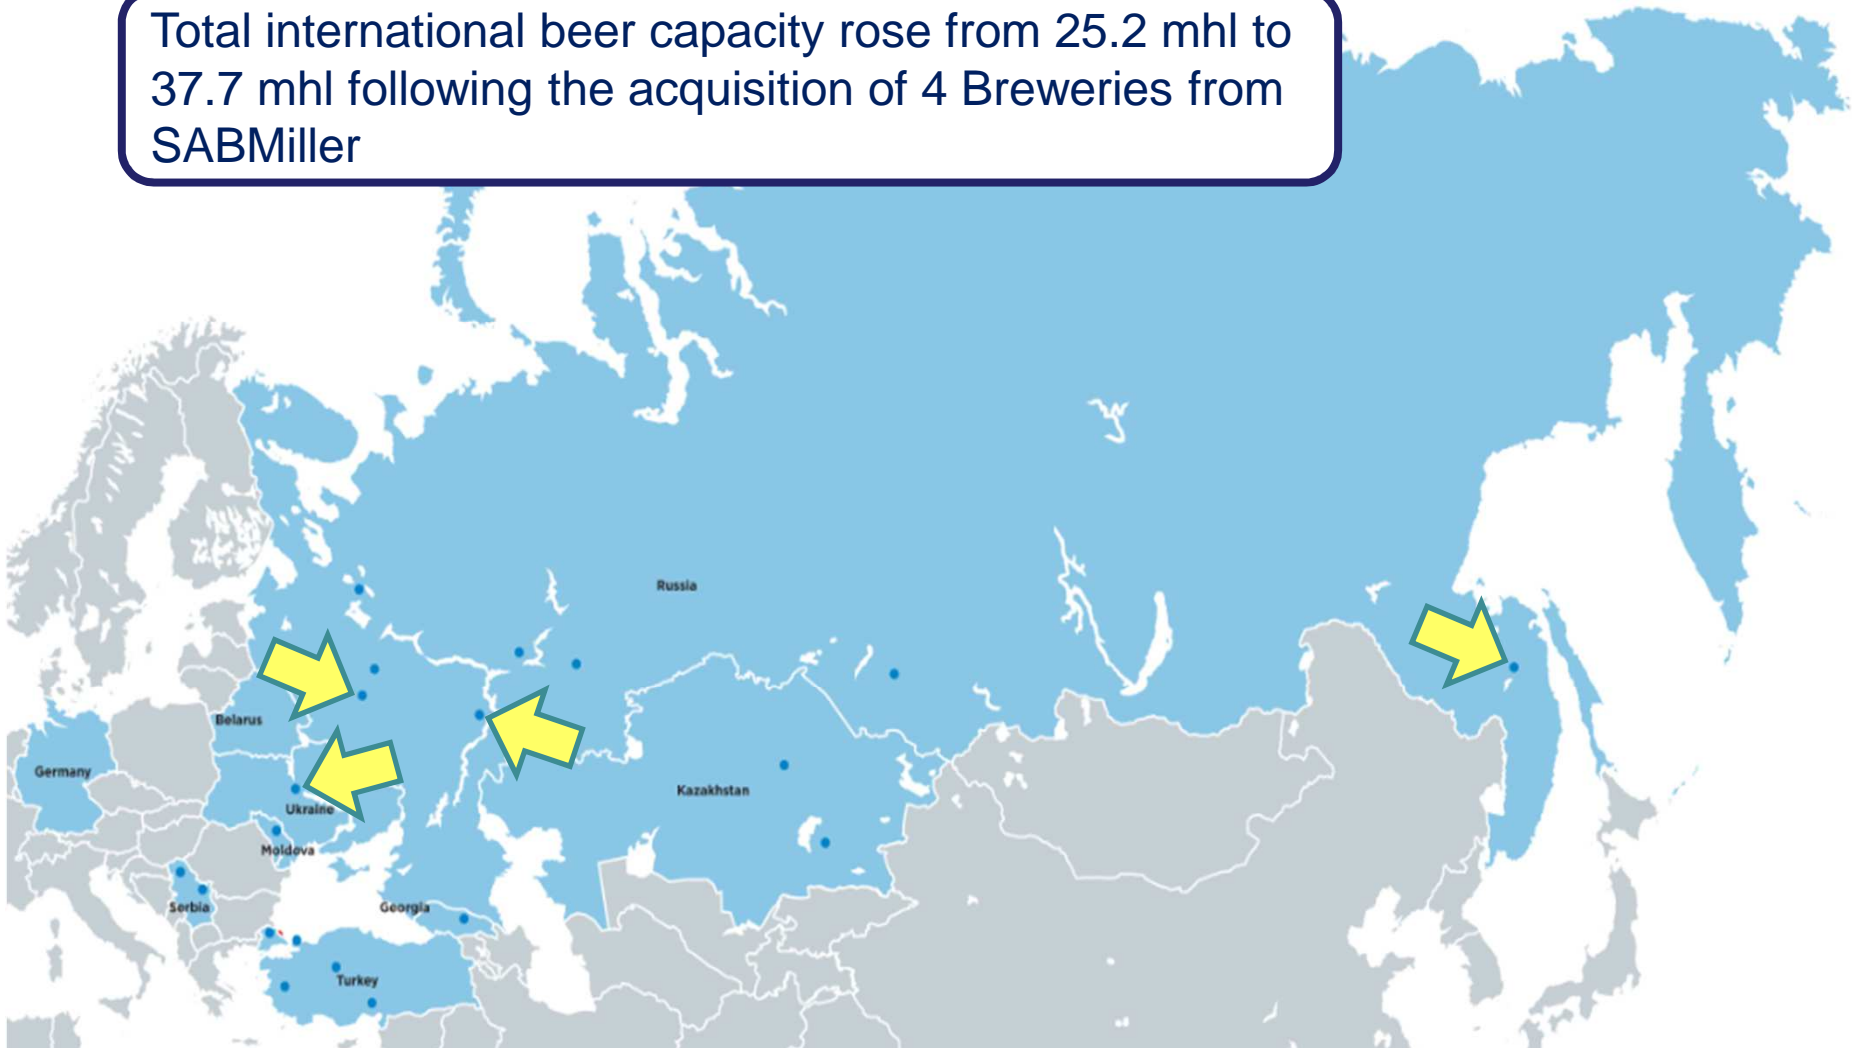 Total international beer capacity rose from 25.2 mhl to
37.7 mhl following the acquisition of 4 Breweries from
SABMiller
Russia
Belarus
Germany
Kazakhstan
Ukraine
Moldova
Serbia
Georgia
Turkey